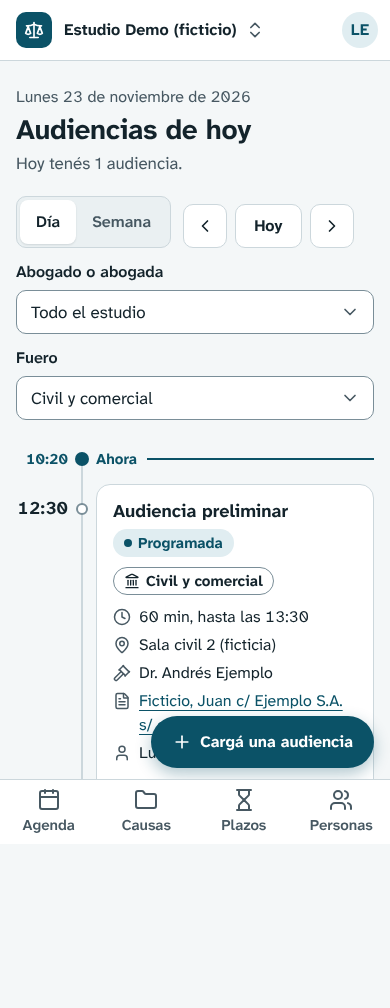 Estudio Demo (ficticio)
LE
Lunes 23 de noviembre de 2026
Audiencias de hoy
Hoy tenés 1 audiencia.
Día
Semana
Hoy
Abogado o abogada
Todo el estudio
Fuero
Civil y comercial
10:20 Ahora
12:30
Audiencia preliminar
Programada
Civil y comercial
60 min, hasta las 13:30
Sala civil 2 (ficticia)
Dr. Andrés Ejemplo
Ficticio, Juan c/ Ejemplo S.A.
s/
Cargá una audiencia
Agenda
Causas
Plazos
Personas